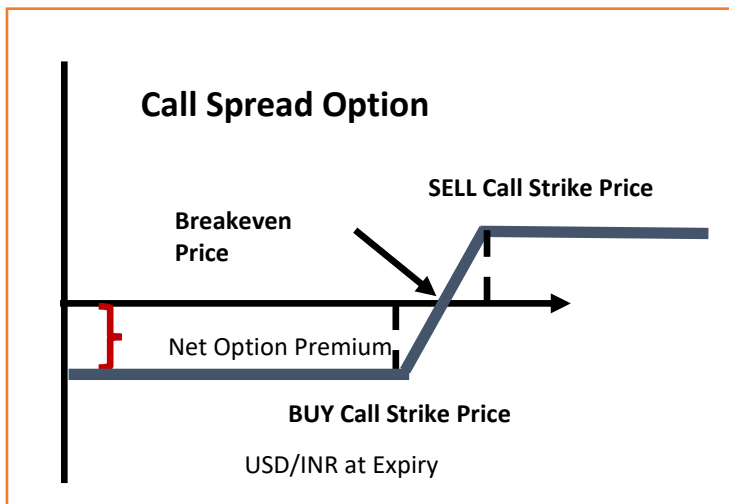 Call Spread Option
SELL Call Strike Price
Breakeven
Price
Net Option Premium
BUY Call Strike Price
USD/INR at Expiry